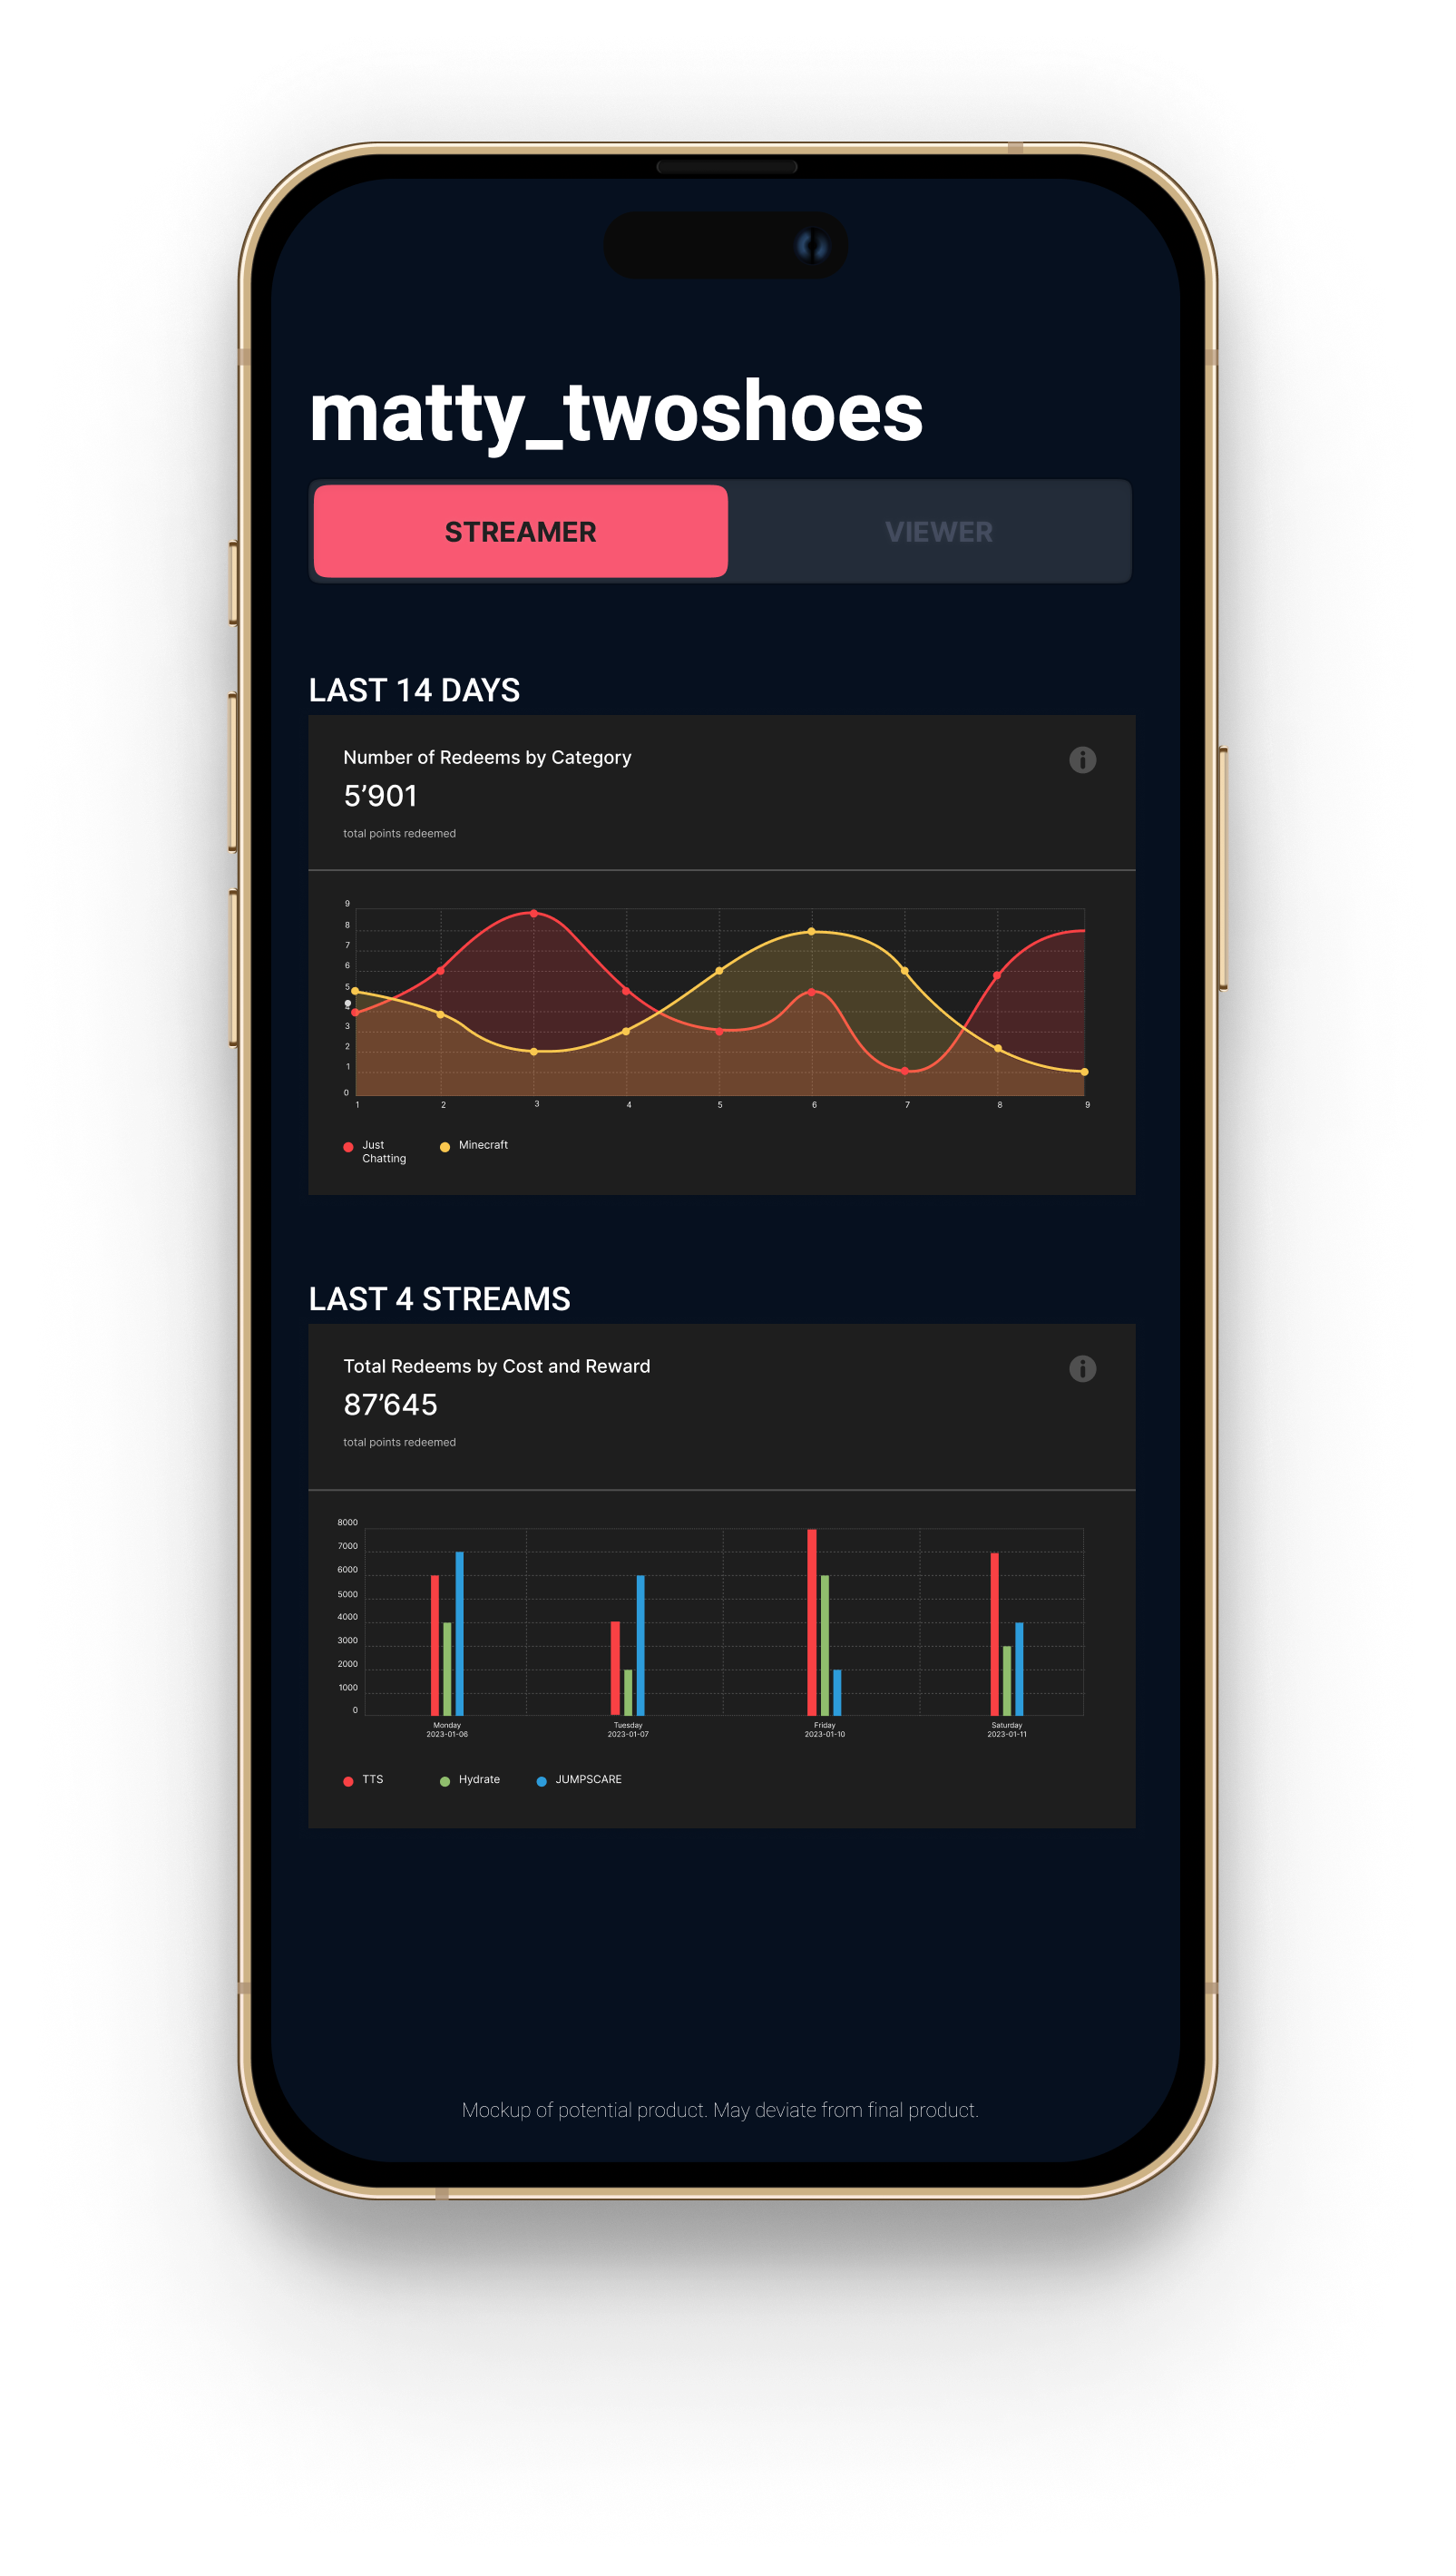 matty_twoshoes
STREAMER
VIEWER
LAST 14 DAYS
Number of Redeems by Category
5’901
total points redeemed
9
8
7
6
5
4
3
2
1
0
1 2 3 4 5 6 7 8 9
Just
Chatting
Minecraft
LAST 4 STREAMS
Total Redeems by Cost and Reward
87’645
total points redeemed
8000
7000
6000
5000
4000
3000
2000
1000
0
Monday Tuesday Friday Saturday
2023-01-06 2023-01-07 2023-01-10 2023-01-11
TTS Hydrate JUMPSCARE
Mockup of potential product. May deviate from final product.